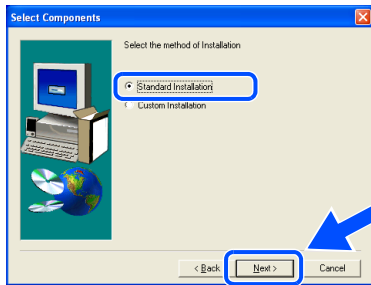 Select Components
Select the method of Installation
Standard Installation
Custom Installation
< Back
Next >
Cancel